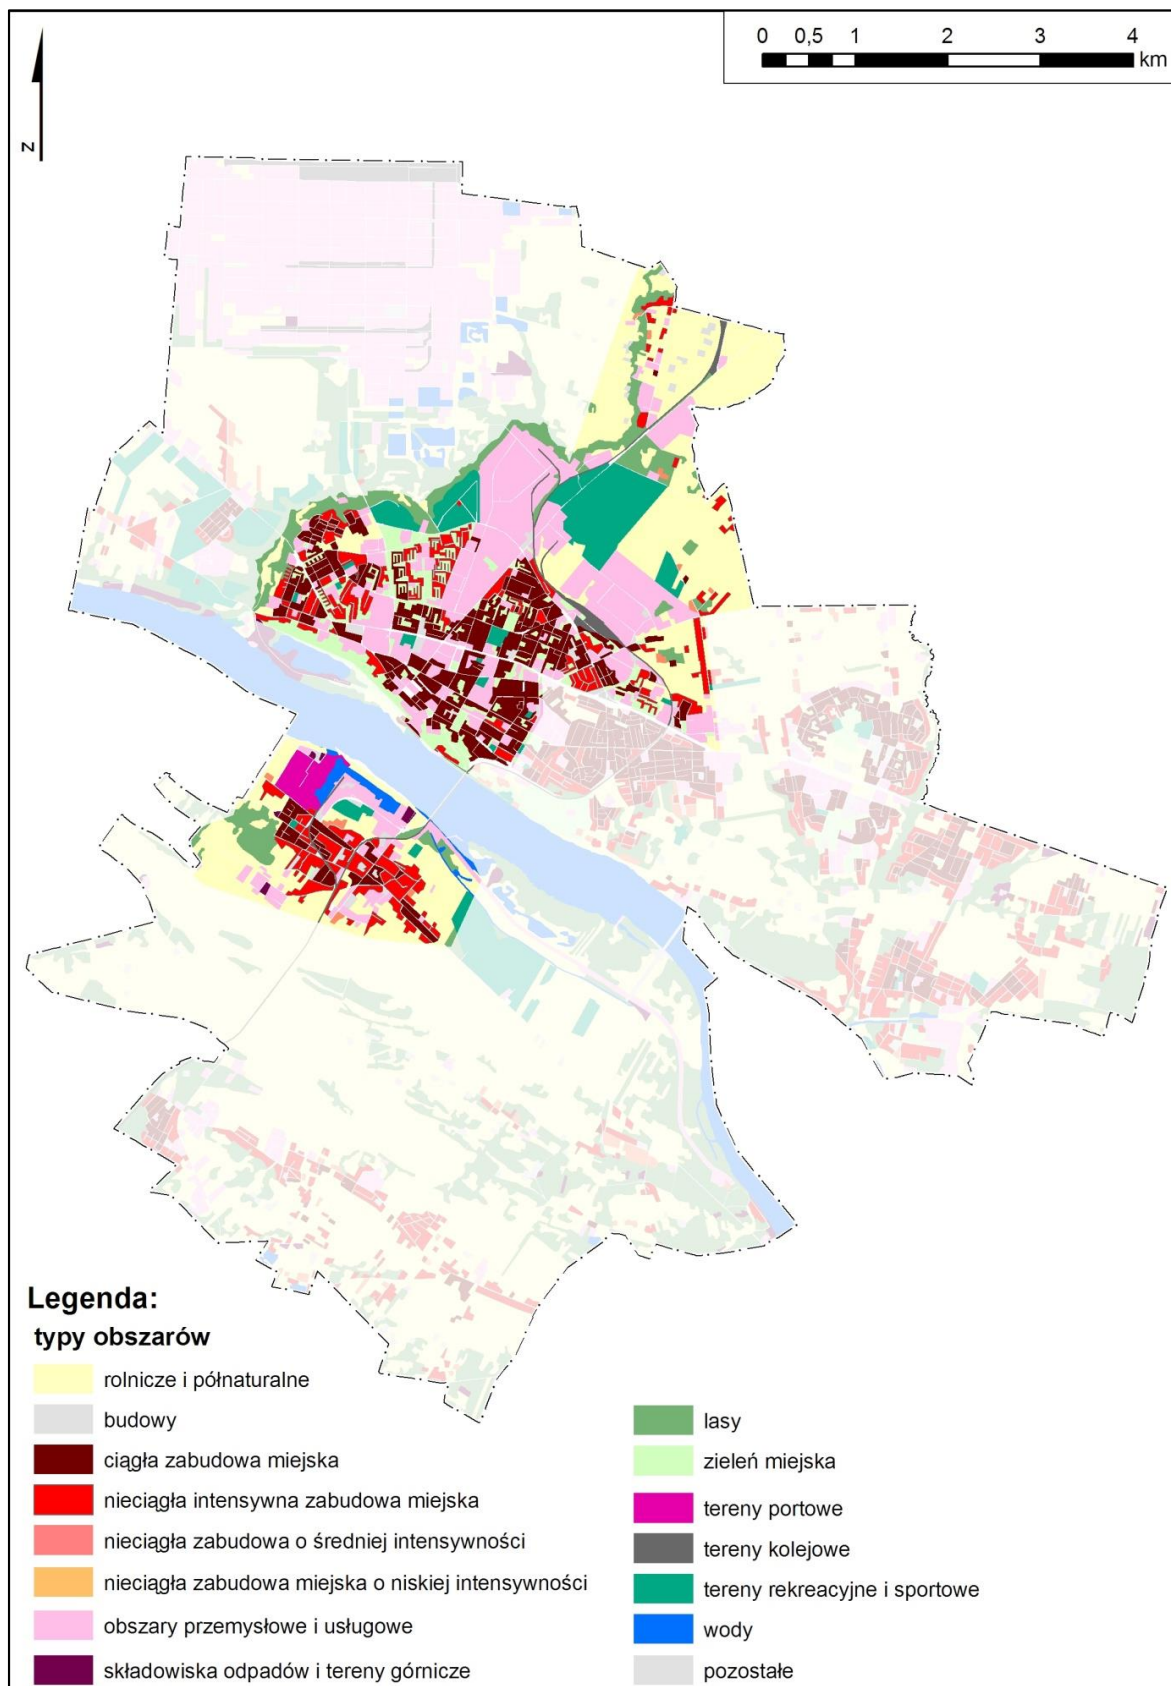 0 0,5 1 2 3 4
km
N
Legenda:
typy obszarów
rolnicze i półnaturalne
budowy
ciągła zabudowa miejska
nieciągła intensywna zabudowa miejska
nieciągła zabudowa o średniej intensywności
nieciągła zabudowa miejska o niskiej intensywności
obszary przemysłowe i usługowe
składowiska odpadów i tereny górnicze
lasy
zieleń miejska
tereny portowe
tereny kolejowe
tereny rekreacyjne i sportowe
wody
pozostałe